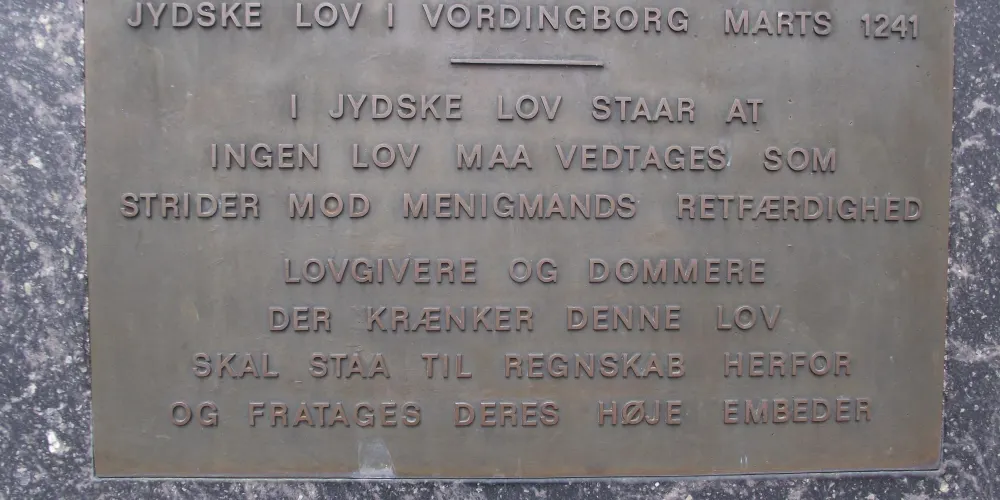 JYDSKE LOV I VORDINGBORG MARTS 1241
I JYDSKE LOV STAAR AT
INGEN LOV MAA VEDTAGES SOM
STRIDER MOD MENIGMANDS RETFÆRDIGHED
LOVGIVERE OG DOMMERE
DER KRÆNKER DENNE LOV
SKAL STAA TIL REGNSKAB HERFOR
OG FRATAGES DERES HØJE EMBEDER